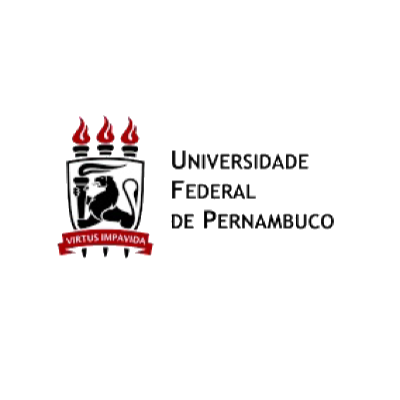 UNIVERSIDADE
FEDERAL
DE PERNAMBUCO
VIRTUS IMPAVIDA